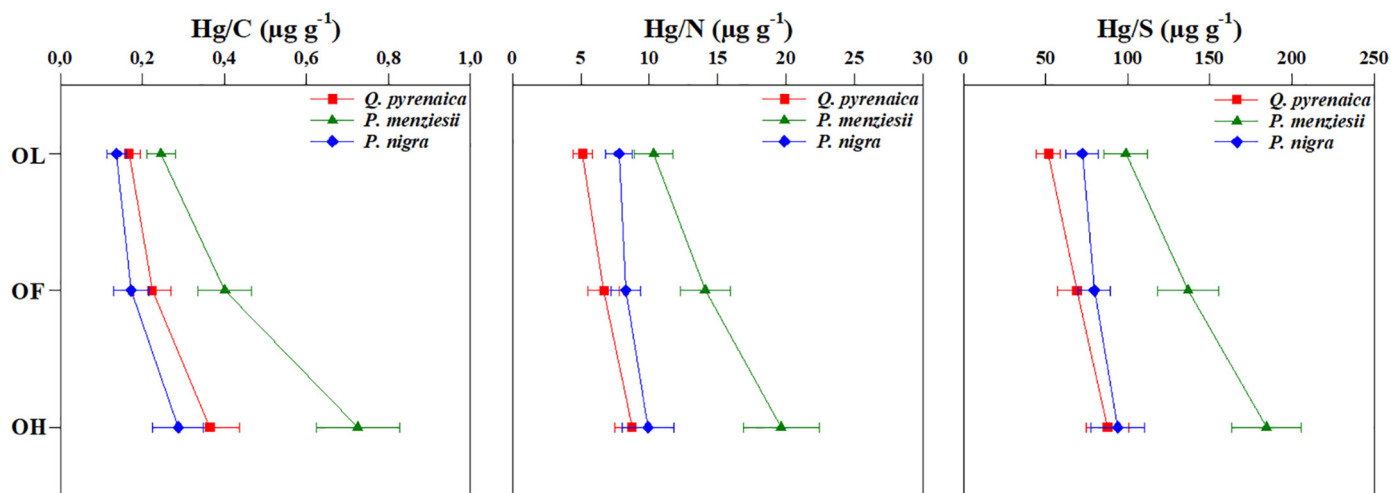 Hg/C (µg g⁻¹) Hg/N (µg g⁻¹) Hg/S (µg g⁻¹)
0,0 0,2 0,4 0,6 0,8 1,0 0 5 10 15 20 25 30 0 50 100 150 200 250
Q. pyrenaica Q. pyrenaica Q. pyrenaica
P. menziesii P. menziesii P. menziesii
P. nigra P. nigra P. nigra
OL
OF
OH